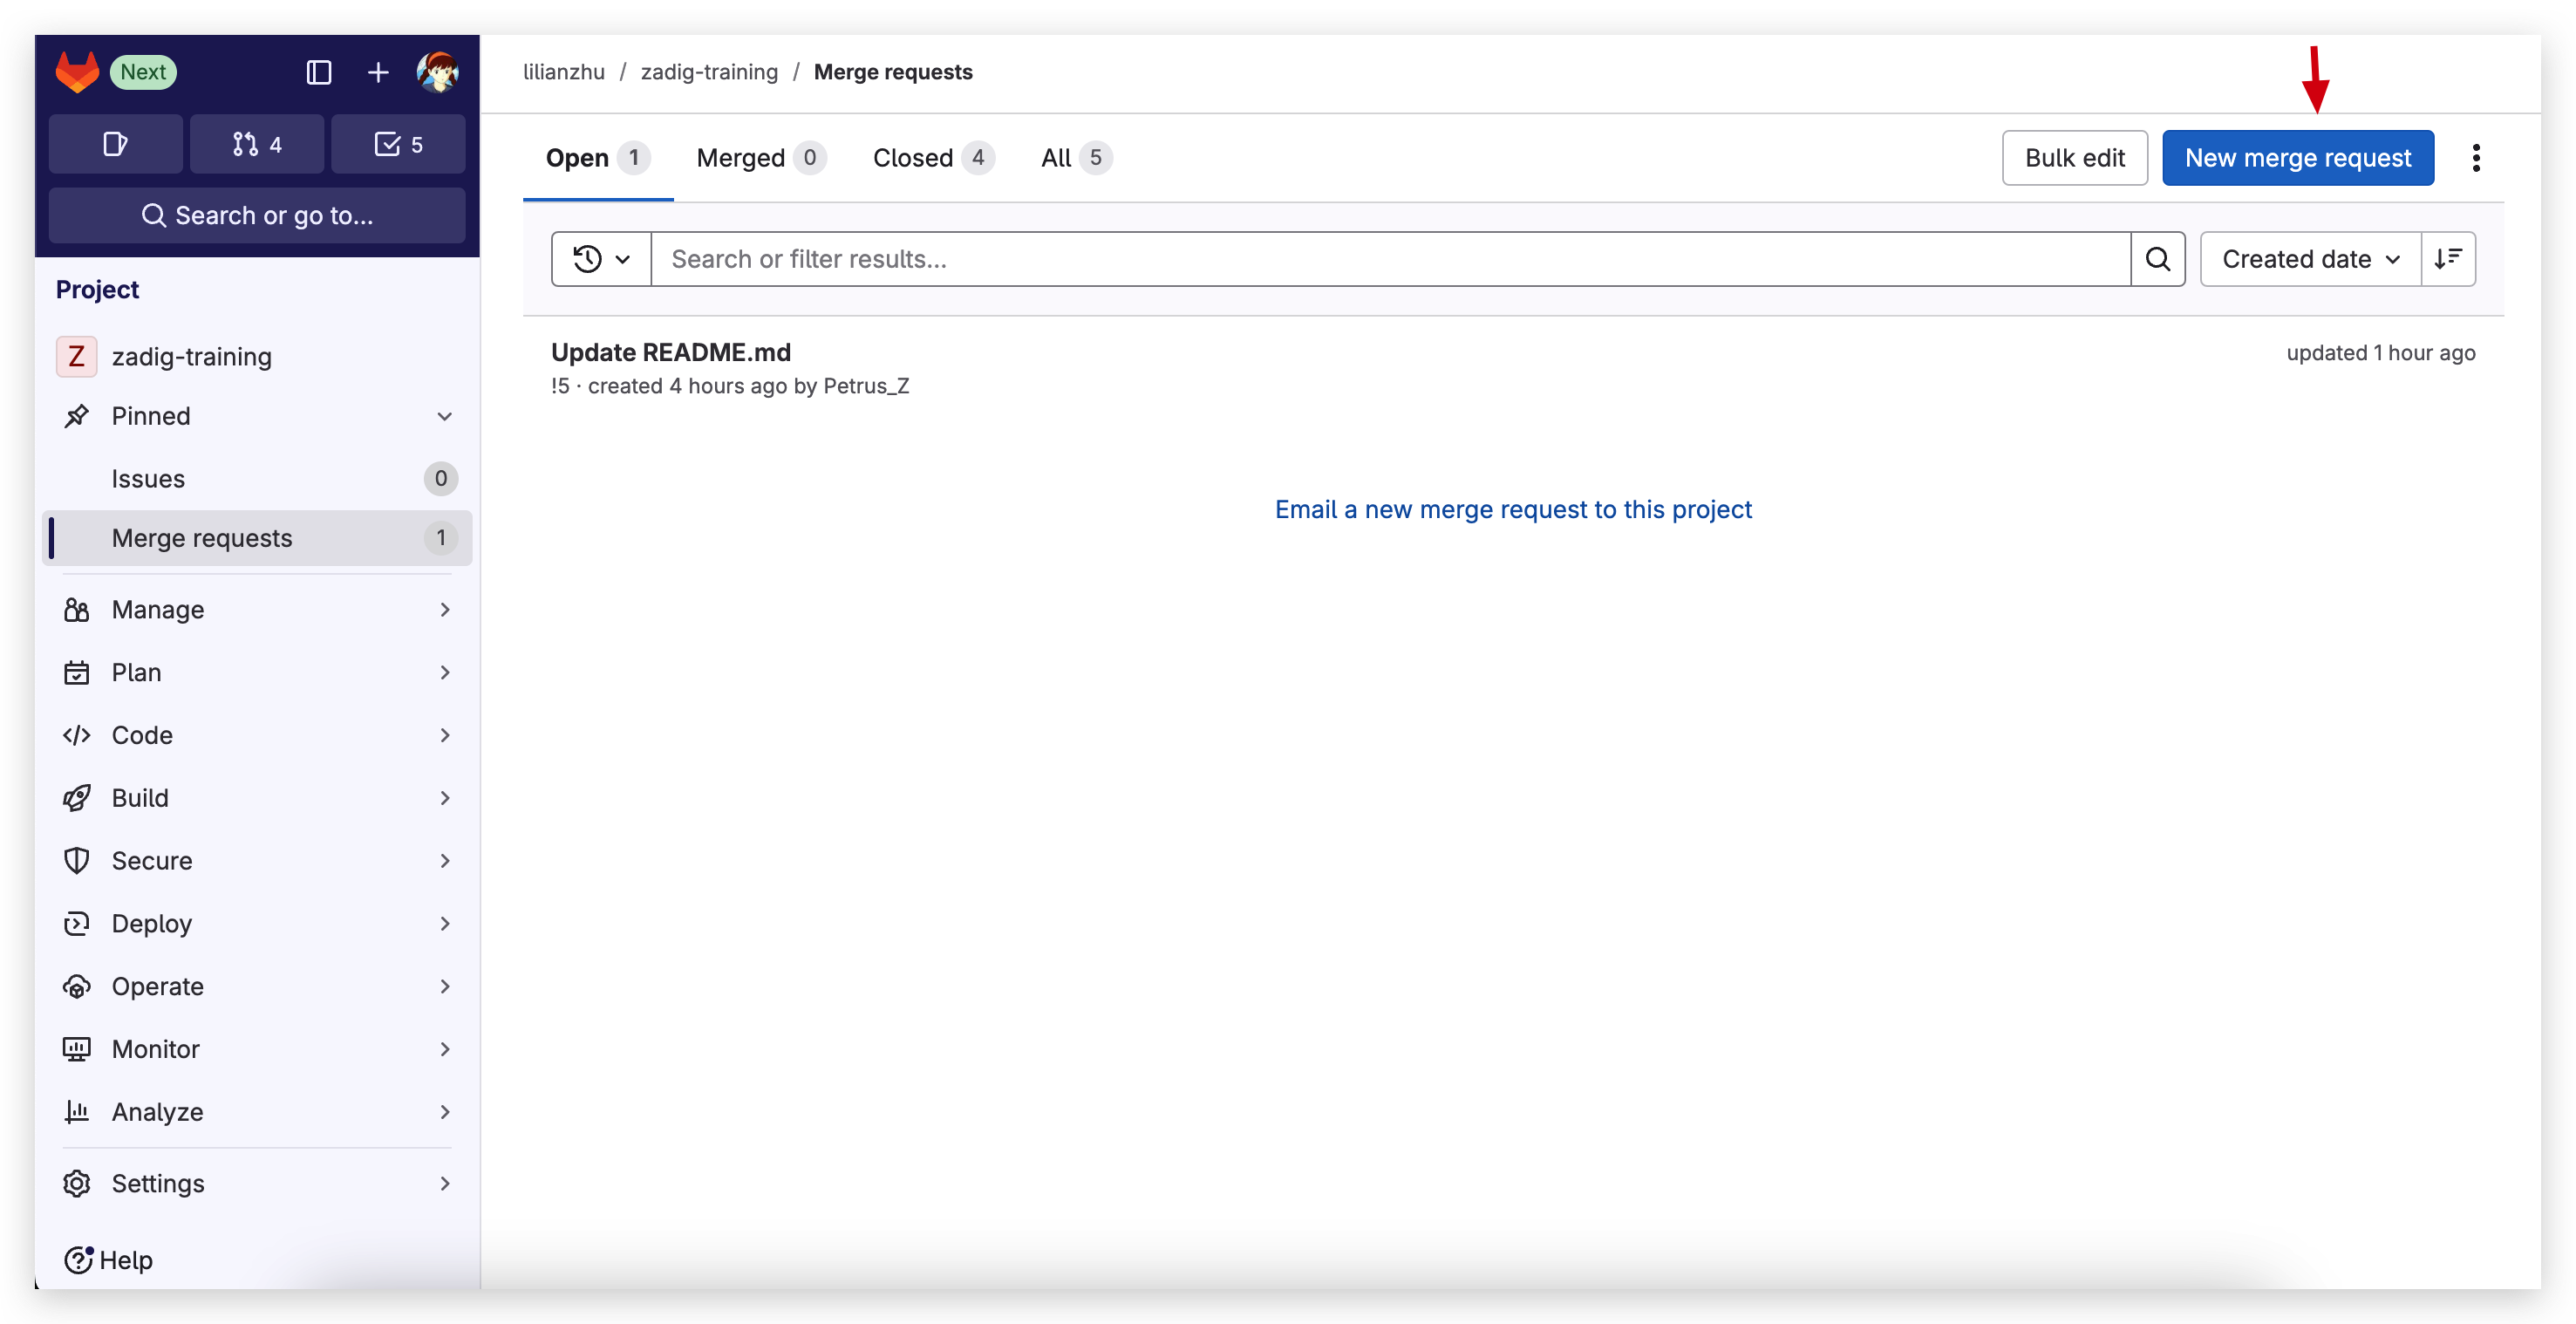 Next
4
5
Search or go to...
Project
Z zadig-training
Pinned
Issues 0
Merge requests 1
Manage
Plan
Code
Build
Secure
Deploy
Operate
Monitor
Analyze
Settings
Help
lilianzhu / zadig-training / Merge requests
Open 1 Merged 0 Closed 4 All 5 Bulk edit New merge request
Search or filter results... Created date
Update README.md updated 1 hour ago
!5 · created 4 hours ago by Petrus_Z
Email a new merge request to this project